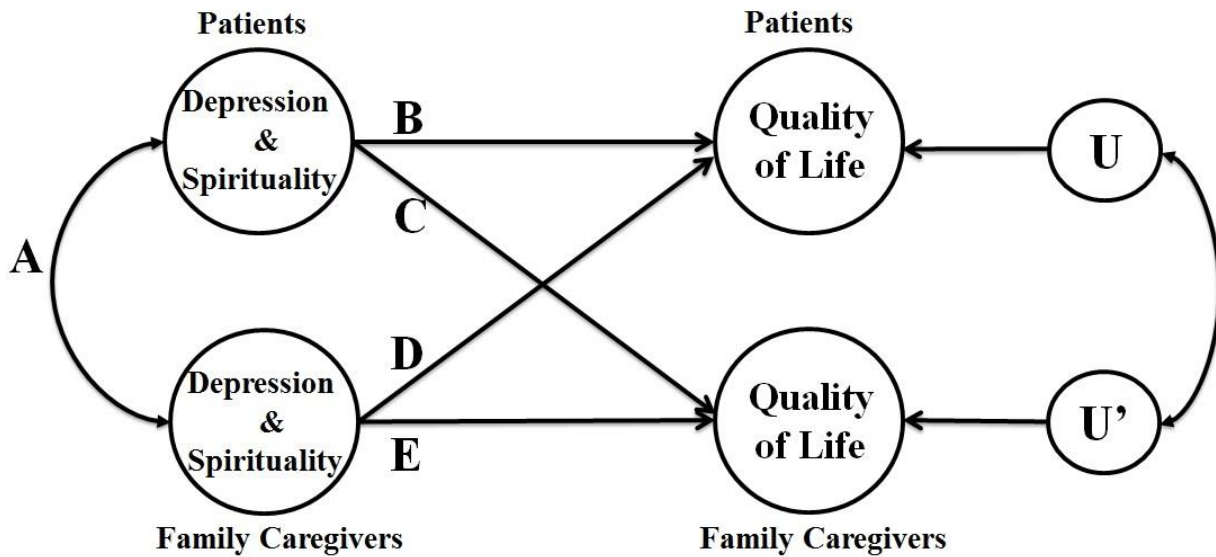 Patients
Depression
&
Spirituality
B
C
Patients
Quality
of Life
U
A
Depression
&
Spirituality
Family Caregivers
D
E
Quality
of Life
Family Caregivers
U’